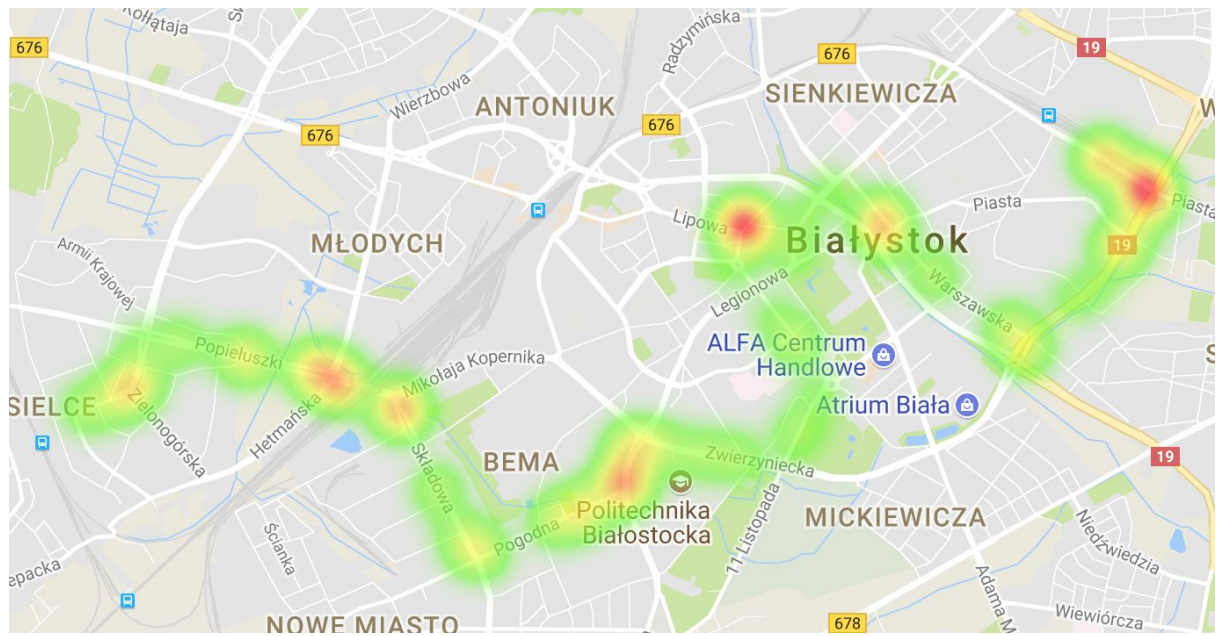 Kołłątaja
Radzymińska
676
19
676
SIENKIEWICZA
Wierzbowa
ANTONIUK
676
676
Piasta
Piasta
Lipowa
Białystok
MŁODYCH
19
Armii Krajowej
Legionowa
Warszawska
Popiełuszki
ALFA Centrum
Handlowe
Mikołaja Kopernika
SIELCE
Zielonogórska
Hetmańska
Atrium Biała
Składowa
BEMA
Zwierzyniecka
19
Politechnika
Białostocka
MICKIEWICZA
Pogodna
11 Listopada
Niedźwiedzia
Ścianka
epacka
Adama M
Wiewiórcza
NOWE MIASTO
678